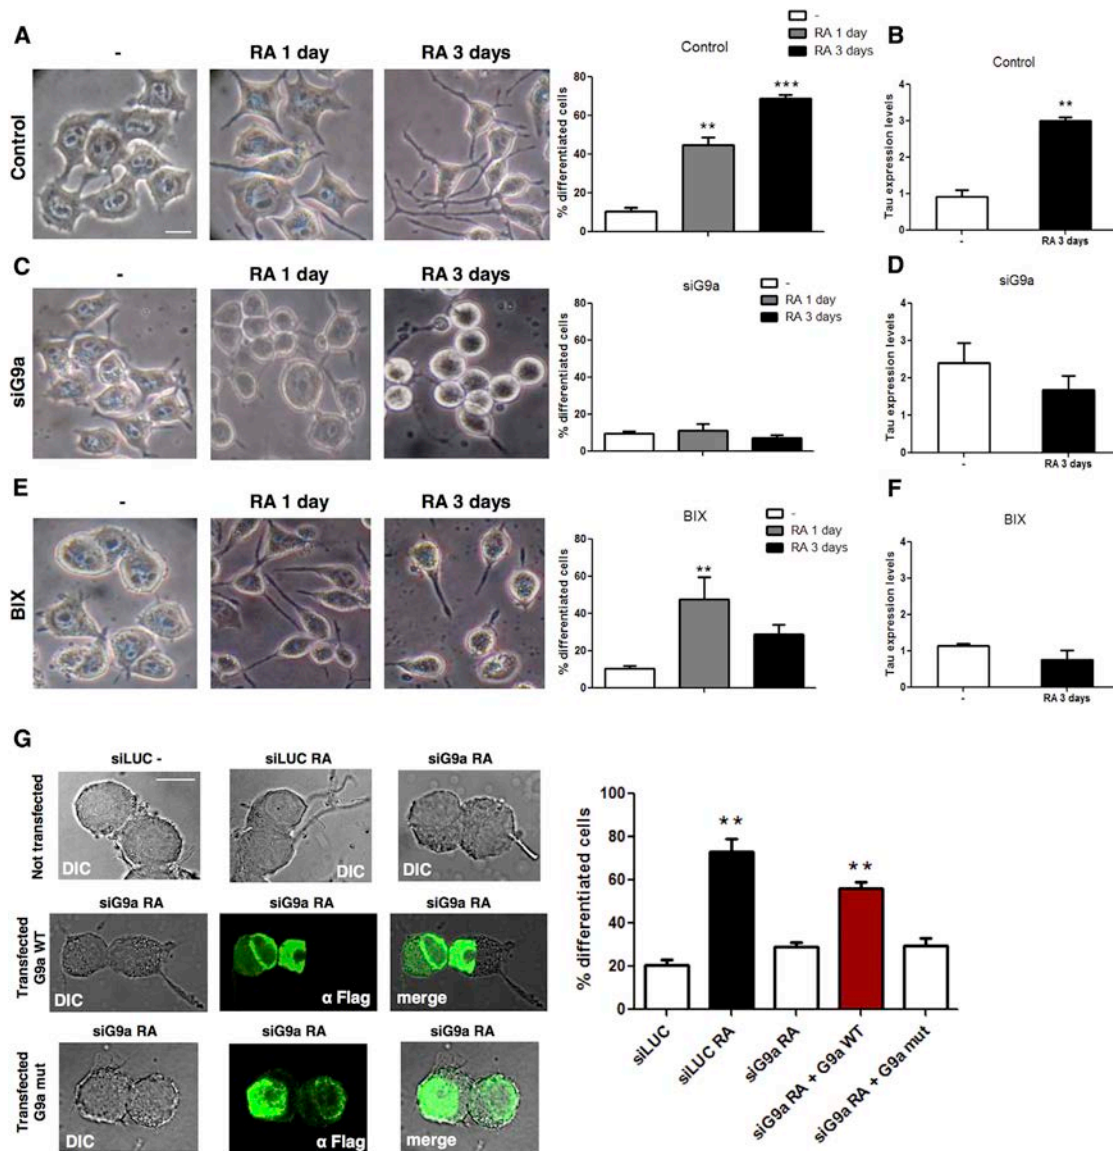 A
-
RA 1 day
RA 3 days
Control
Control
-
RA 1 day
RA 3 days
% differentiated cells
80
60
40
20
0
**
***
B
Control
Tau expression levels
4
3
2
1
0
**
-
RA 3 days
C
-
RA 1 day
RA 3 days
siG9a
siG9a
-
RA 1 day
RA 3 days
% differentiated cells
80
60
40
20
0
D
siG9a
Tau expression levels
4
3
2
1
0
-
RA 3 days
E
-
RA 1 day
RA 3 days
BIX
BIX
-
RA 1 day
RA 3 days
% differentiated cells
80
60
40
20
0
**
F
BIX
Tau expression levels
4
3
2
1
0
-
RA 3 days
G
siLUC -
siLUC RA
siG9a RA
Not transfected
DIC
DIC
DIC
siG9a RA
siG9a RA
siG9a RA
Transfected
G9a WT
DIC
α Flag
merge
siG9a RA
siG9a RA
siG9a RA
Transfected
G9a mut
DIC
α Flag
merge
% differentiated cells
100
80
60
40
20
0
**
**
siLUC
siLUC RA
siG9a RA
siG9a RA + G9a WT
siG9a RA + G9a mut